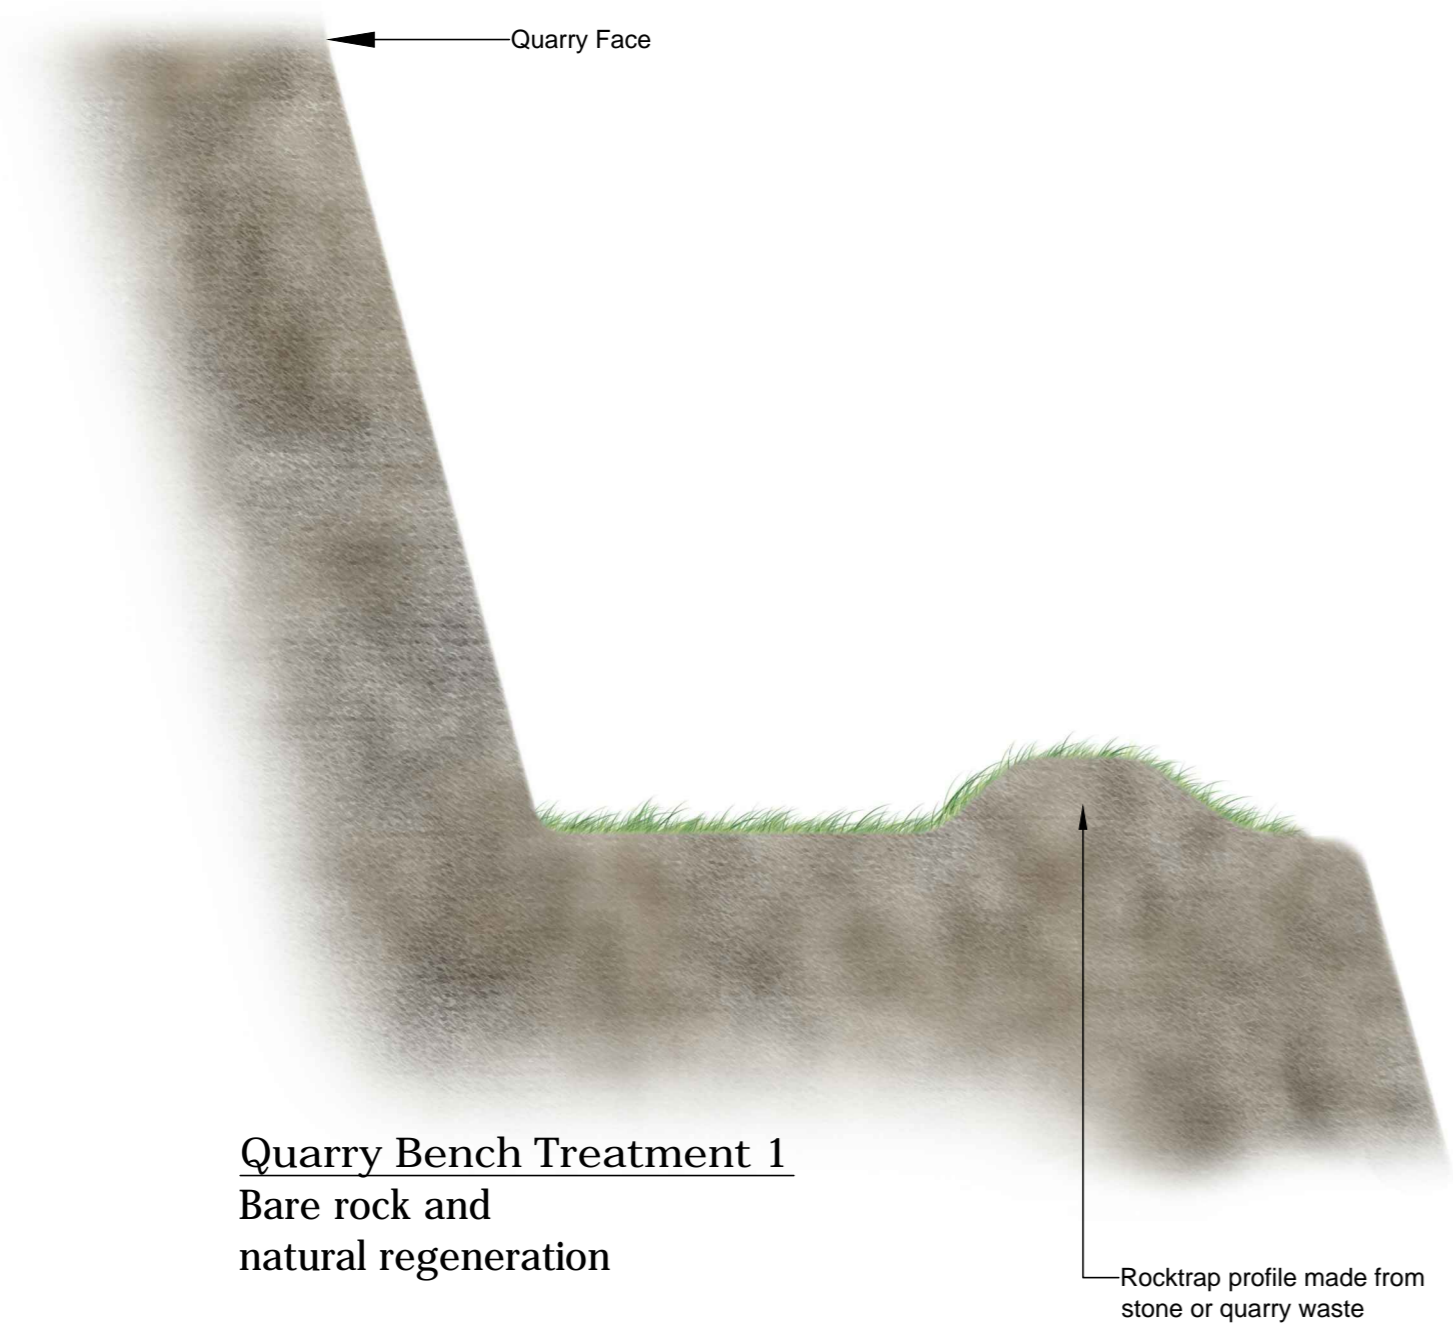 Quarry Face
Quarry Bench Treatment 1
Bare rock and
natural regeneration
Rocktrap profile made from
stone or quarry waste